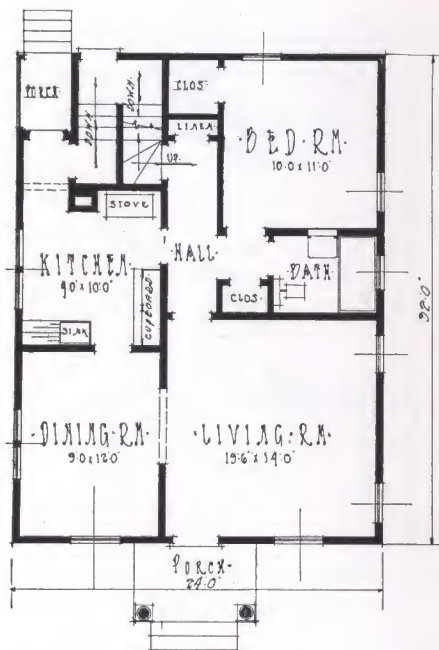 PORCH
DOWN
DOWN
CLOS.
LINEN
UP
·BED·RM·
10·0 x 11·0"
STOVE
·HALL·
KITCHEN
9·0" x 10·0"
CUPBOARDS
BATH
CLOS
SINK
32'·0"
·DINING·RM·
9·0 x 12·0"
·LIVING·RM·
13'·6" x 14'·0"
PORCH
24'·0"